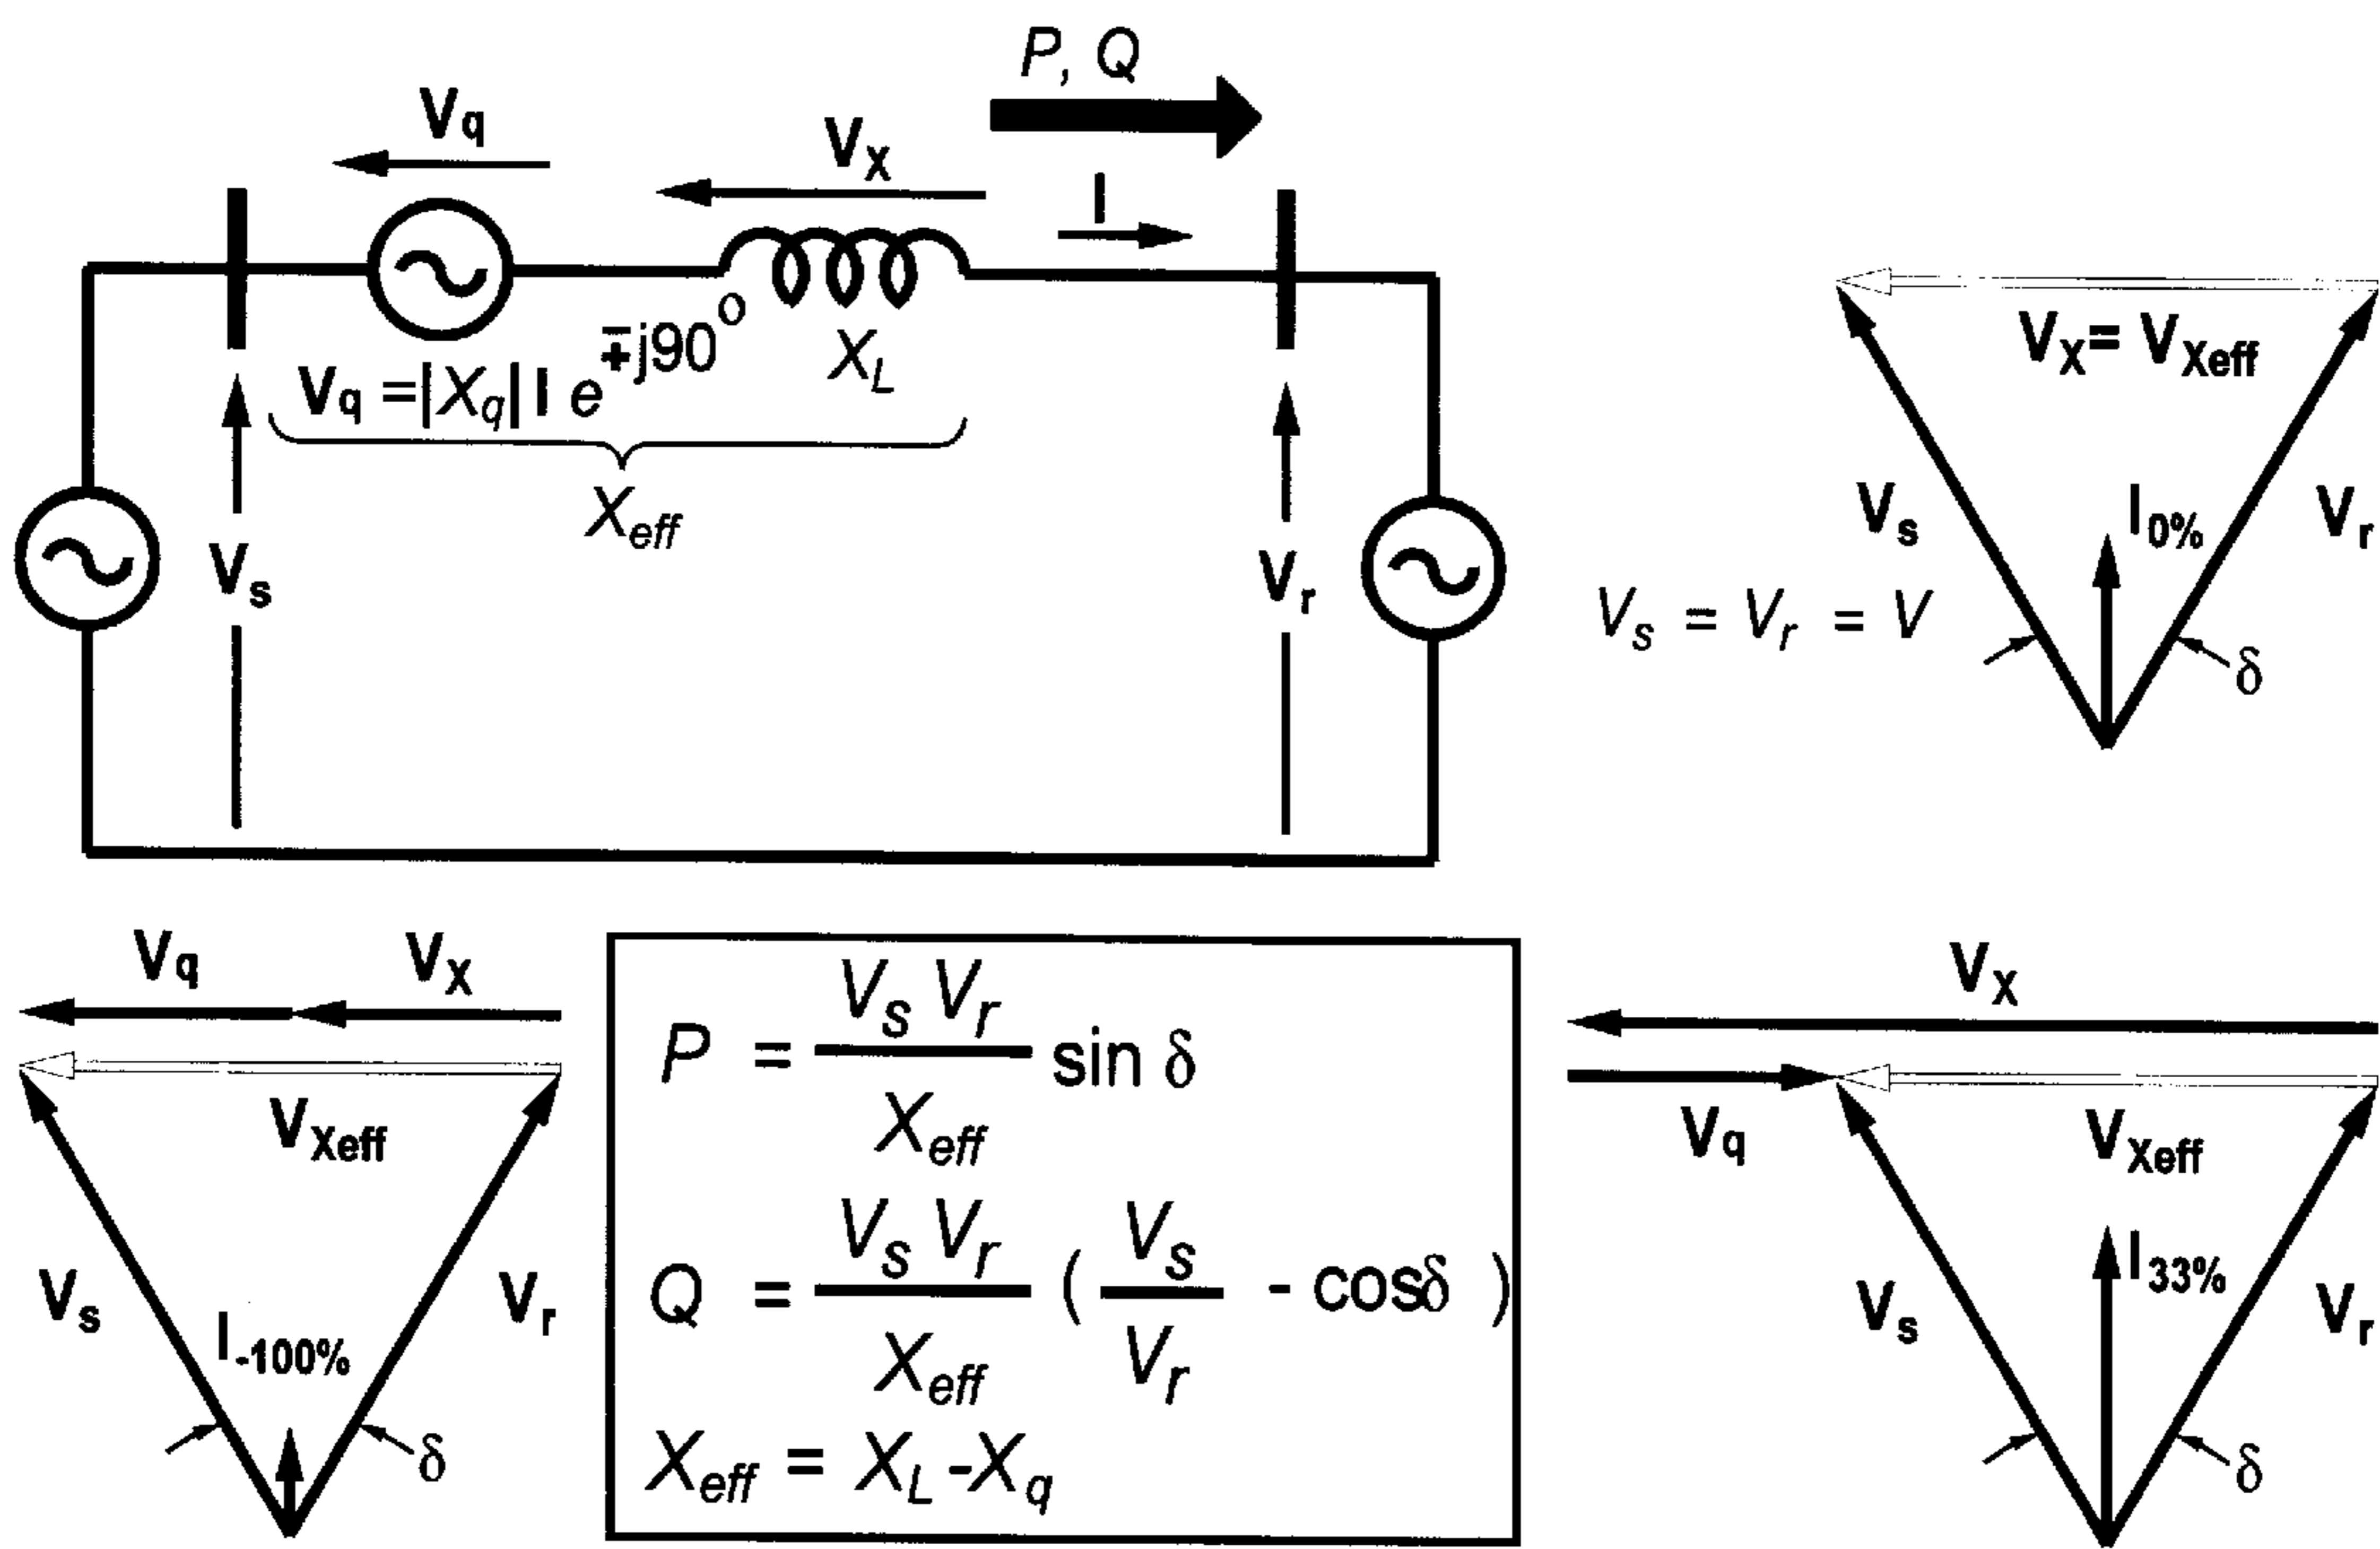 P, Q
Vq
VX
I
Vq =|Xq| I e∓j90°
XL
Xeff
Vs
Vr
VX= VXeff
Vs
I0%
Vr
Vs = Vr = V
δ
Vq
VX
VXeff
Vs
I-100%
Vr
δ
P = Vs Vr / Xeff sin δ
Q = Vs Vr / Xeff ( Vs / Vr - cosδ )
Xeff = XL -Xq
VX
Vq
VXeff
Vs
I33%
Vr
δ